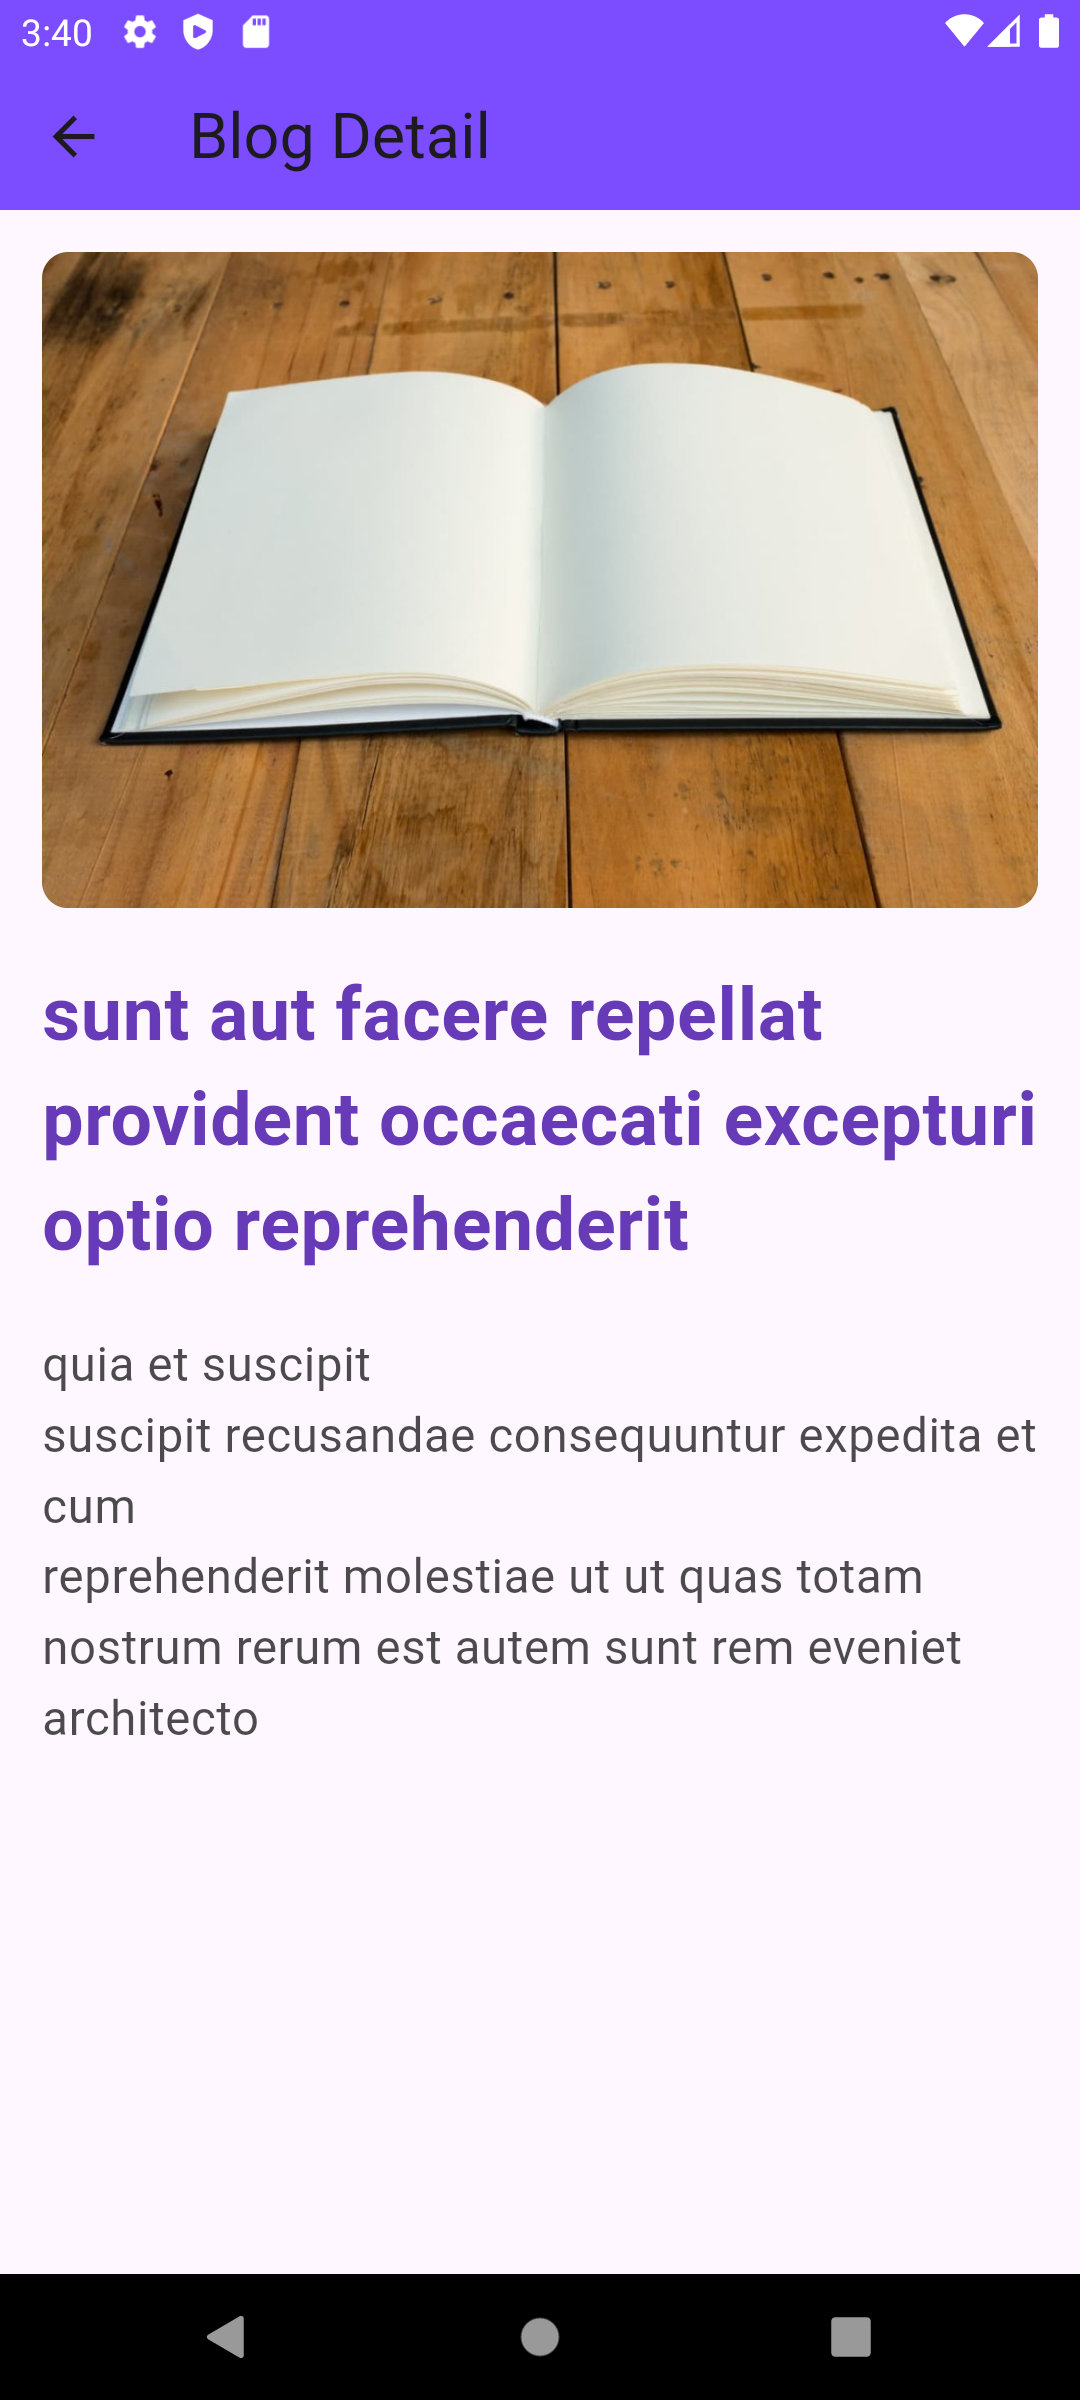 3:40
Blog Detail
sunt aut facere repellat
provident occaecati excepturi
optio reprehenderit
quia et suscipit
suscipit recusandae consequuntur expedita et
cum
reprehenderit molestiae ut ut quas totam
nostrum rerum est autem sunt rem eveniet
architecto